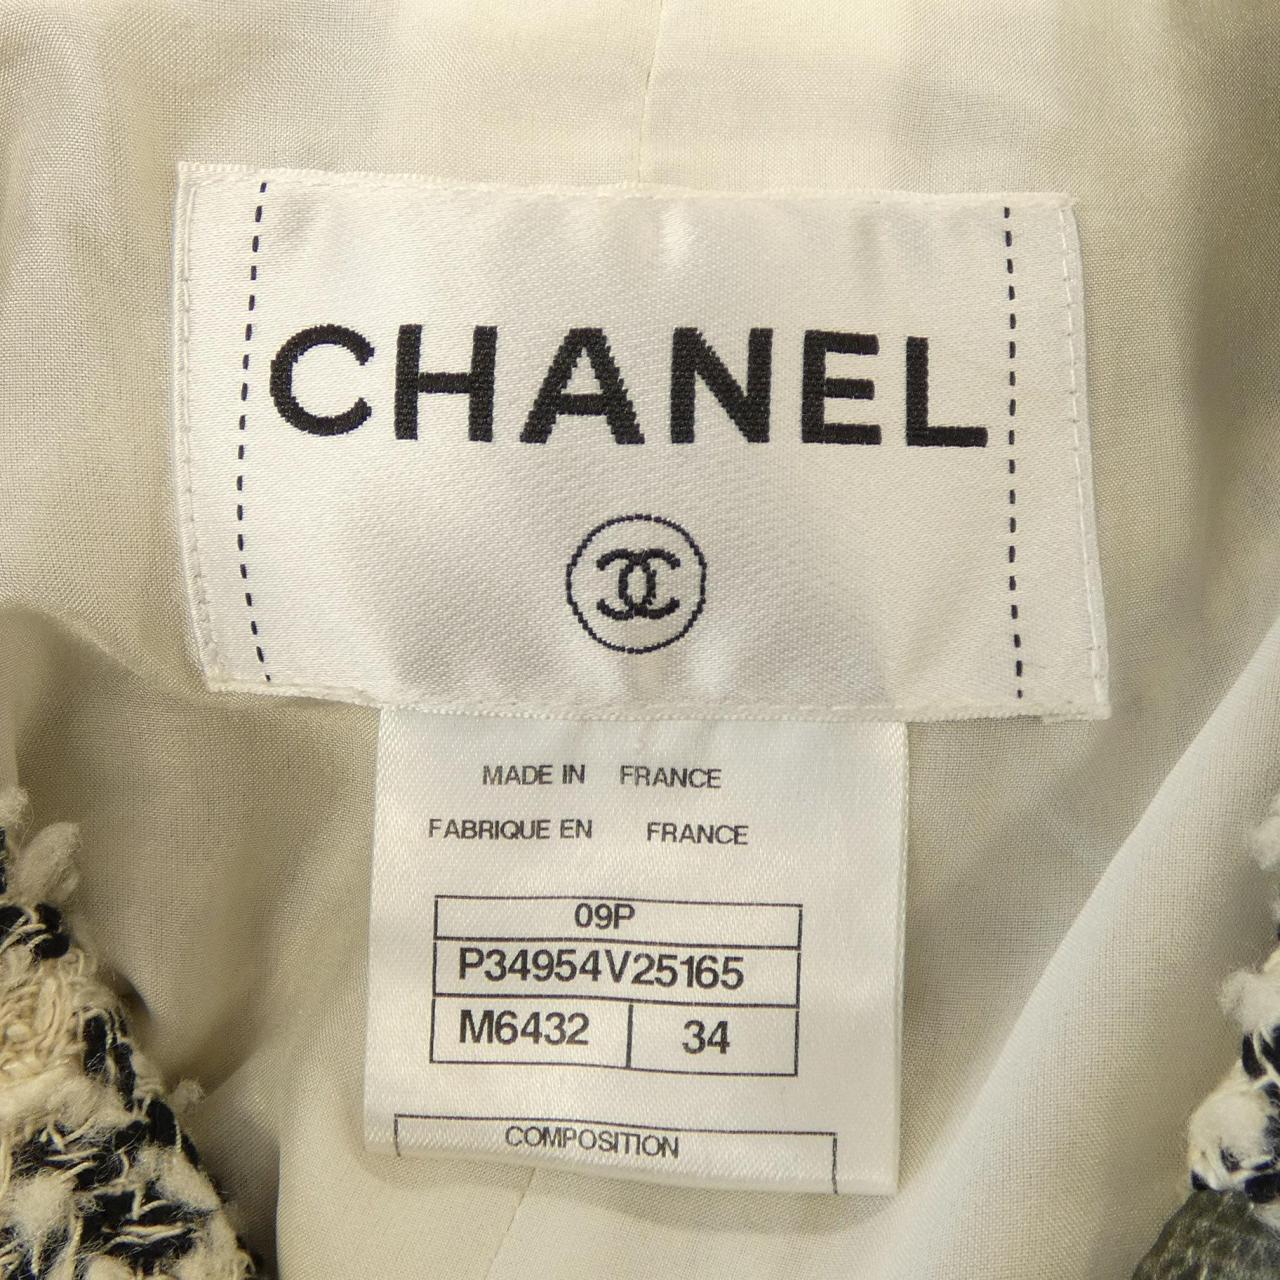 CHANEL
MADE IN FRANCE
FABRIQUE EN FRANCE
09P
P34954V25165
M6432 34
COMPOSITION